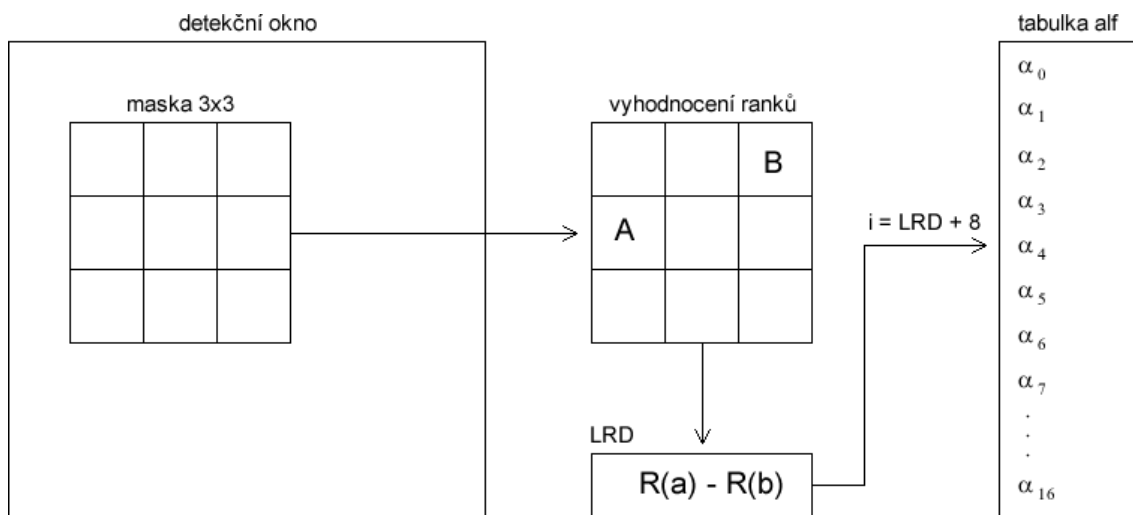 detekční okno
maska 3x3
vyhodnocení ranků
B
A
LRD
R(a) - R(b)
i = LRD + 8
tabulka alf
α0
α1
α2
α3
α4
α5
α6
α7
.
.
.
α16